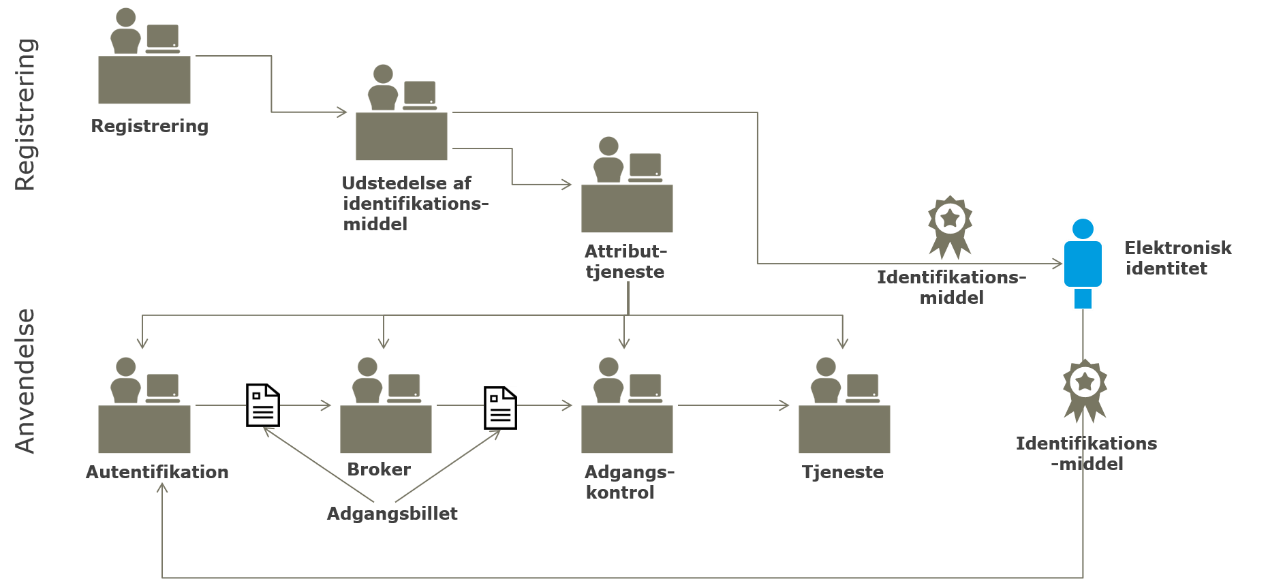 Registrering
Registrering
Udstedelse af
identifikations-
middel
Attribut-
tjeneste
Identifikations-
middel
Elektronisk
identitet
Anvendelse
Autentifikation
Broker
Adgangs-
kontrol
Tjeneste
Identifikations
-middel
Adgangsbillet